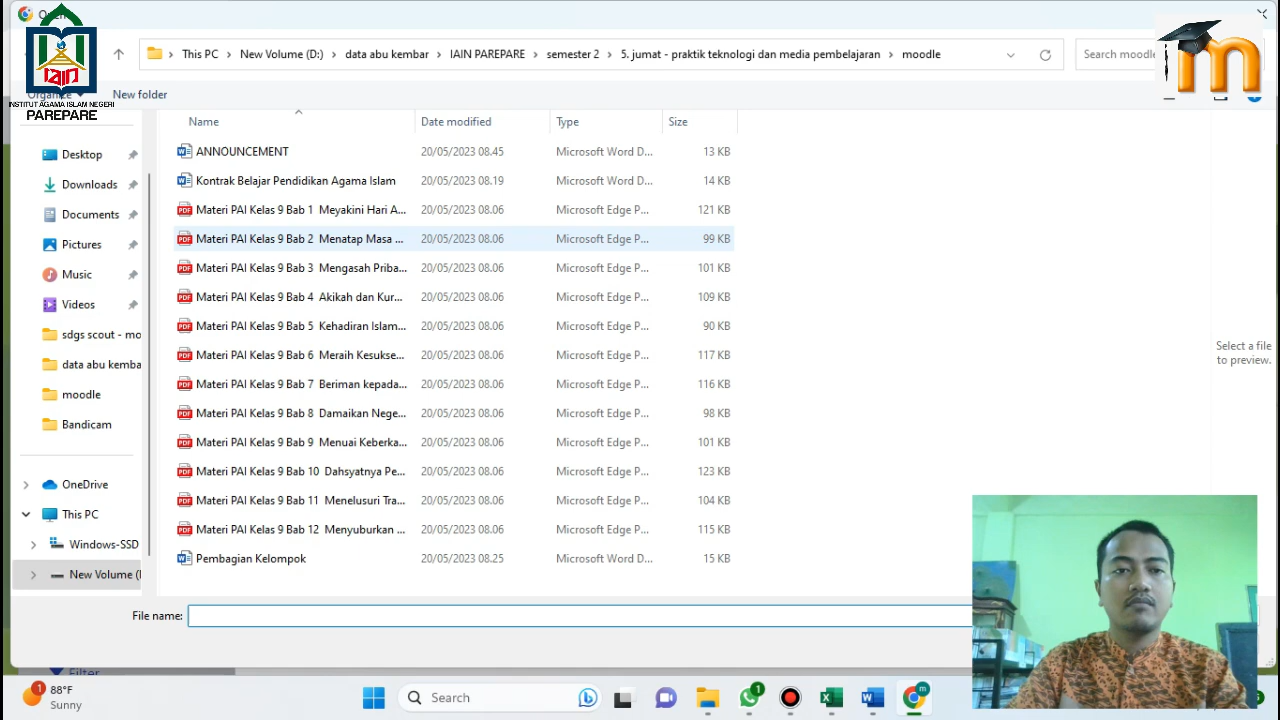 This PC
New Volume (D:)
data abu kembar
IAIN PAREPARE
semester 2
5. jumat - praktik teknologi dan media pembelajaran
moodle
Search moodle
iain
INSTITUT AGAMA ISLAM NEGERI
PAREPARE
m
Organize
New folder
Name Date modified Type Size
ANNOUNCEMENT 20/05/2023 08.45 Microsoft Word D... 13 KB
Kontrak Belajar Pendidikan Agama Islam 20/05/2023 08.19 Microsoft Word D... 14 KB
Materi PAI Kelas 9 Bab 1 Meyakini Hari A... 20/05/2023 08.06 Microsoft Edge P... 121 KB
Materi PAI Kelas 9 Bab 2 Menatap Masa ... 20/05/2023 08.06 Microsoft Edge P... 99 KB
Materi PAI Kelas 9 Bab 3 Mengasah Priba... 20/05/2023 08.06 Microsoft Edge P... 101 KB
Materi PAI Kelas 9 Bab 4 Akikah dan Kur... 20/05/2023 08.06 Microsoft Edge P... 109 KB
Materi PAI Kelas 9 Bab 5 Kehadiran Islam... 20/05/2023 08.06 Microsoft Edge P... 90 KB
Materi PAI Kelas 9 Bab 6 Meraih Kesukse... 20/05/2023 08.06 Microsoft Edge P... 117 KB
Materi PAI Kelas 9 Bab 7 Beriman kepada... 20/05/2023 08.06 Microsoft Edge P... 116 KB
Materi PAI Kelas 9 Bab 8 Damaikan Nege... 20/05/2023 08.06 Microsoft Edge P... 98 KB
Materi PAI Kelas 9 Bab 9 Menuai Keberka... 20/05/2023 08.06 Microsoft Edge P... 101 KB
Materi PAI Kelas 9 Bab 10 Dahsyatnya Pe... 20/05/2023 08.06 Microsoft Edge P... 123 KB
Materi PAI Kelas 9 Bab 11 Menelusuri Tra... 20/05/2023 08.06 Microsoft Edge P... 104 KB
Materi PAI Kelas 9 Bab 12 Menyuburkan ... 20/05/2023 08.06 Microsoft Edge P... 115 KB
Pembagian Kelompok 20/05/2023 08.25 Microsoft Word D... 15 KB
Desktop
Downloads
Documents
Pictures
Music
Videos
sdgs scout - mo
data abu kemba
moodle
Bandicam
OneDrive
This PC
Windows-SSD
New Volume (
Select a file
to preview.
File name:
Filter
1
88°F
Sunny
Search
1
m